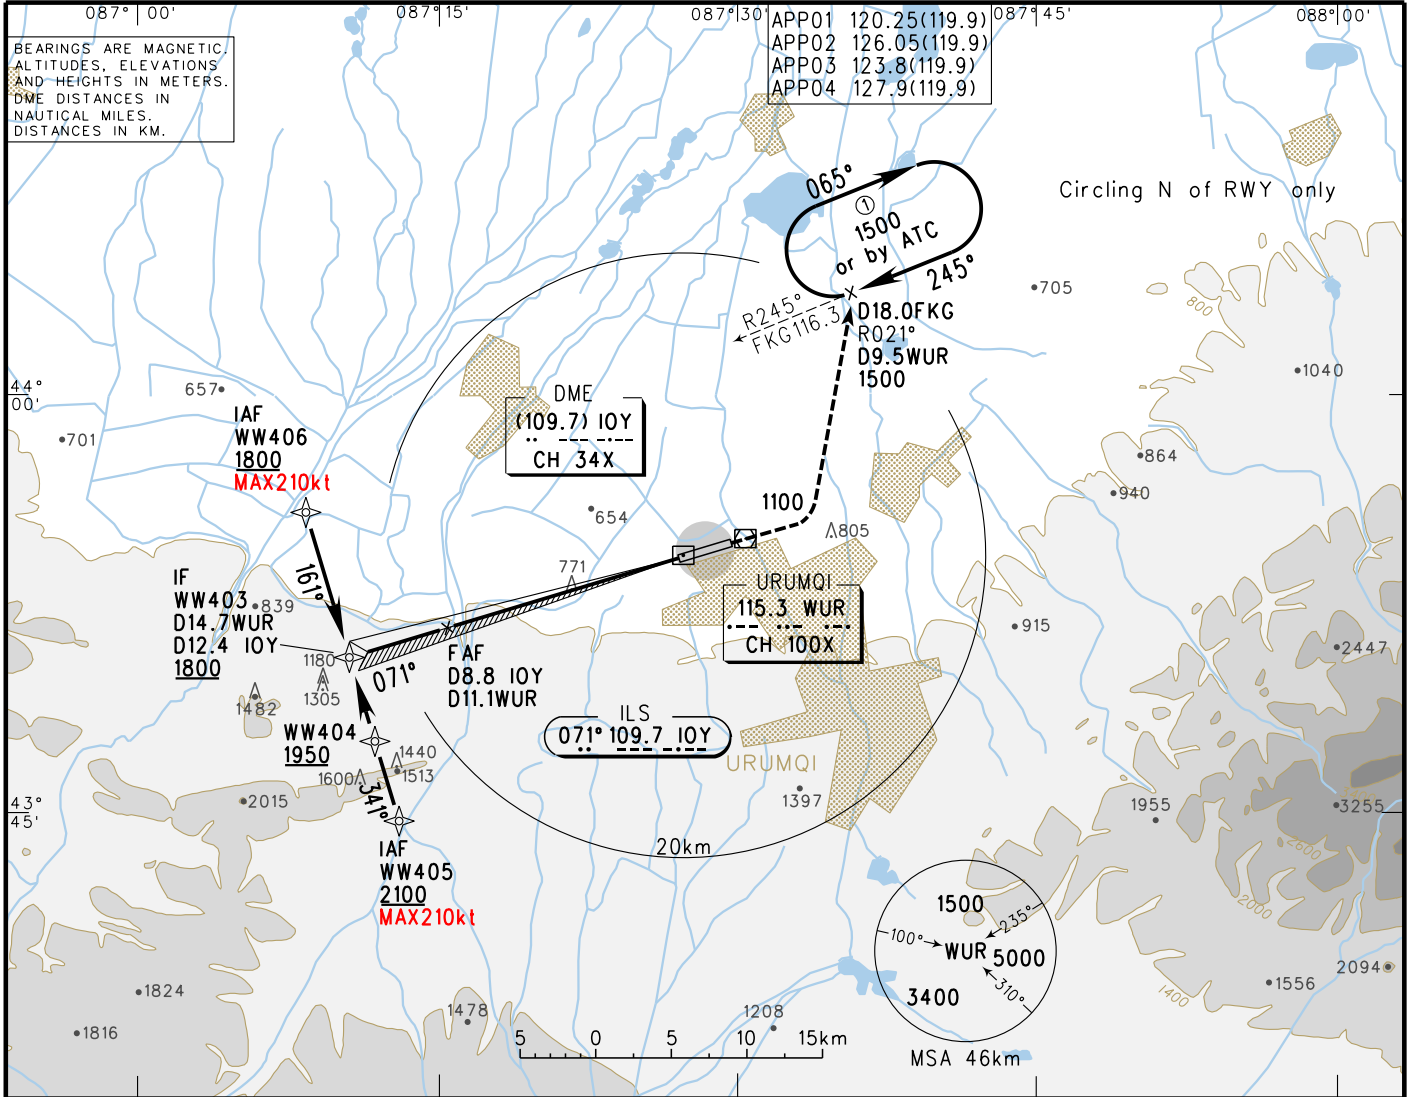 087° 00'
087°15'
087°30'
087°45'
088°00'
BEARINGS ARE MAGNETIC.
ALTITUDES, ELEVATIONS
AND HEIGHTS IN METERS.
DME DISTANCES IN
NAUTICAL MILES.
DISTANCES IN KM.
APP01 120.25(119.9)
APP02 126.05(119.9)
APP03 123.8(119.9)
APP04 127.9(119.9)
Circling N of RWY only
065°
1
1500
or by ATC
245°
R245°
FKG116.3
D18.0FKG
R021°
D9.5WUR
1500
705
800
1040
44°
00'
657
701
IAF
WW406
1800
MAX210kt
DME
(109.7) IOY
CH 34X
654
1100
805
864
940
771
161°
IF
WW403
D14.7WUR
D12.4 IOY
1800
839
1180
1305
1482
071°
FAF
D8.8 IOY
D11.1WUR
URUMQI
115.3 WUR
CH 100X
915
2447
ILS
071° 109.7 IOY
WW404
1950
1440
1513
1600
341°
URUMQI
1397
2015
43°
45'
1955
3255
2600
2000
20km
IAF
WW405
2100
MAX210kt
1500
235°
100°
WUR
5000
310°
3400
MSA 46km
2094
1556
1400
1824
1816
1478
1208
5 0 5 10 15km